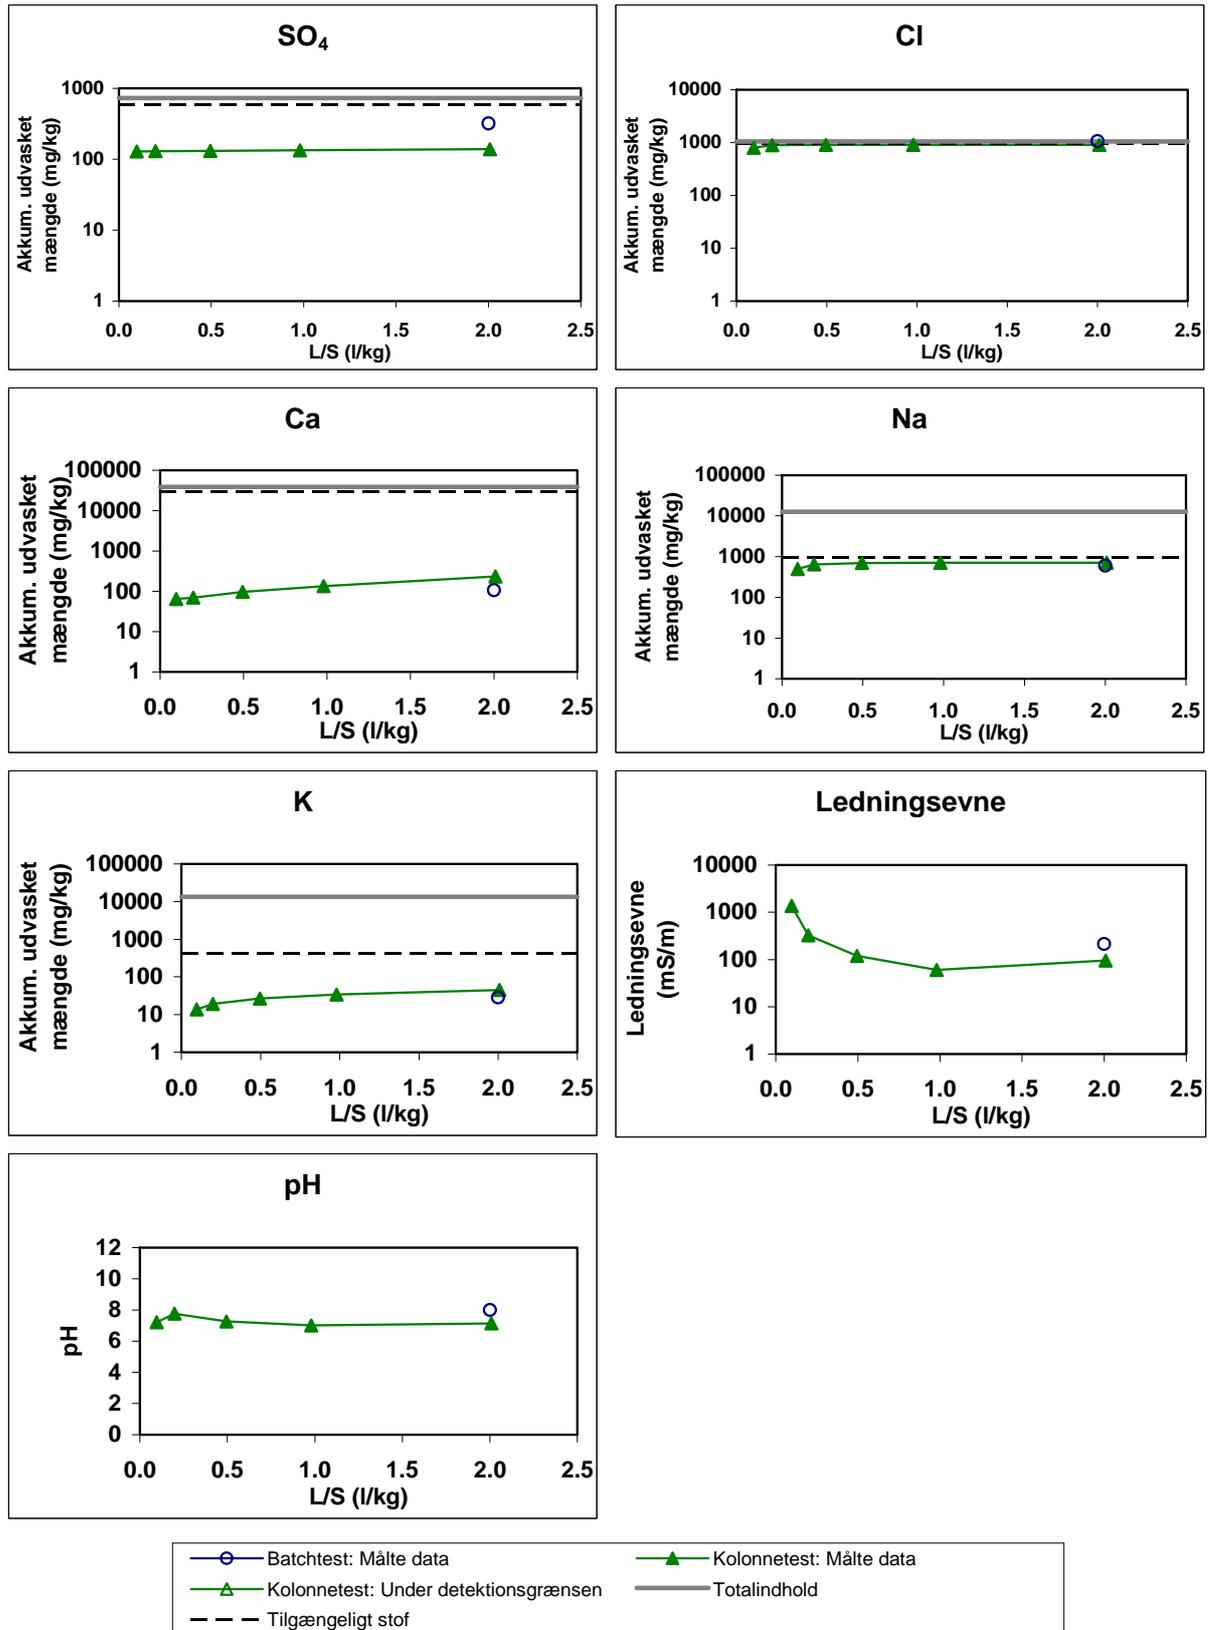 SO4
Akkum. udvasket
mængde (mg/kg)
1000
100
10
1
0.0 0.5 1.0 1.5 2.0 2.5
L/S (l/kg)
Cl
Akkum. udvasket
mængde (mg/kg)
10000
1000
100
10
1
0.0 0.5 1.0 1.5 2.0 2.5
L/S (l/kg)
Ca
Akkum. udvasket
mængde (mg/kg)
100000
10000
1000
100
10
1
0.0 0.5 1.0 1.5 2.0 2.5
L/S (l/kg)
Na
Akkum. udvasket
mængde (mg/kg)
100000
10000
1000
100
10
1
0.0 0.5 1.0 1.5 2.0 2.5
L/S (l/kg)
K
Akkum. udvasket
mængde (mg/kg)
100000
10000
1000
100
10
1
0.0 0.5 1.0 1.5 2.0 2.5
L/S (l/kg)
Ledningsevne
Ledningsevne
(mS/m)
10000
1000
100
10
1
0.0 0.5 1.0 1.5 2.0 2.5
L/S (l/kg)
pH
pH
12
10
8
6
4
2
0
0.0 0.5 1.0 1.5 2.0 2.5
L/S (l/kg)
Batchtest: Målte data
Kolonnetest: Målte data
Kolonnetest: Under detektionsgrænsen
Totalindhold
Tilgængeligt stof